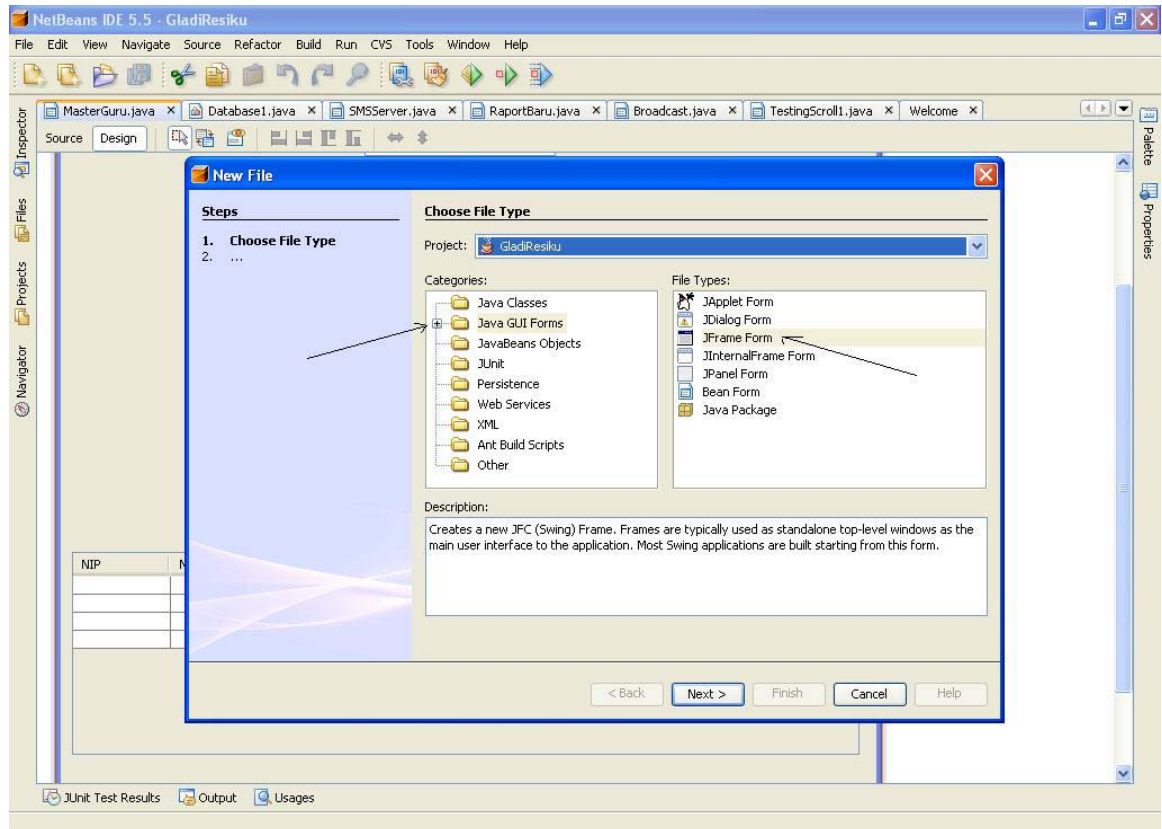 NetBeans IDE 5.5 - GladiResiku
File Edit View Navigate Source Refactor Build Run CVS Tools Window Help
MasterGuru.java x Database1.java x SMSServer.java x RaportBaru.java x Broadcast.java x TestingScroll1.java x Welcome x
Source Design
Inspector
Files
Projects
Navigator
Palette
Properties
New File
Steps
1. Choose File Type
2. ...
Choose File Type
Project: GladiResiku
Categories:
Java Classes
Java GUI Forms
JavaBeans Objects
JUnit
Persistence
Web Services
XML
Ant Build Scripts
Other
File Types:
JApplet Form
JDialog Form
JFrame Form
JInternalFrame Form
JPanel Form
Bean Form
Java Package
Description:
Creates a new JFC (Swing) Frame. Frames are typically used as standalone top-level windows as the
main user interface to the application. Most Swing applications are built starting from this form.
NIP N
< Back Next > Finish Cancel Help
JUnit Test Results Output Usages